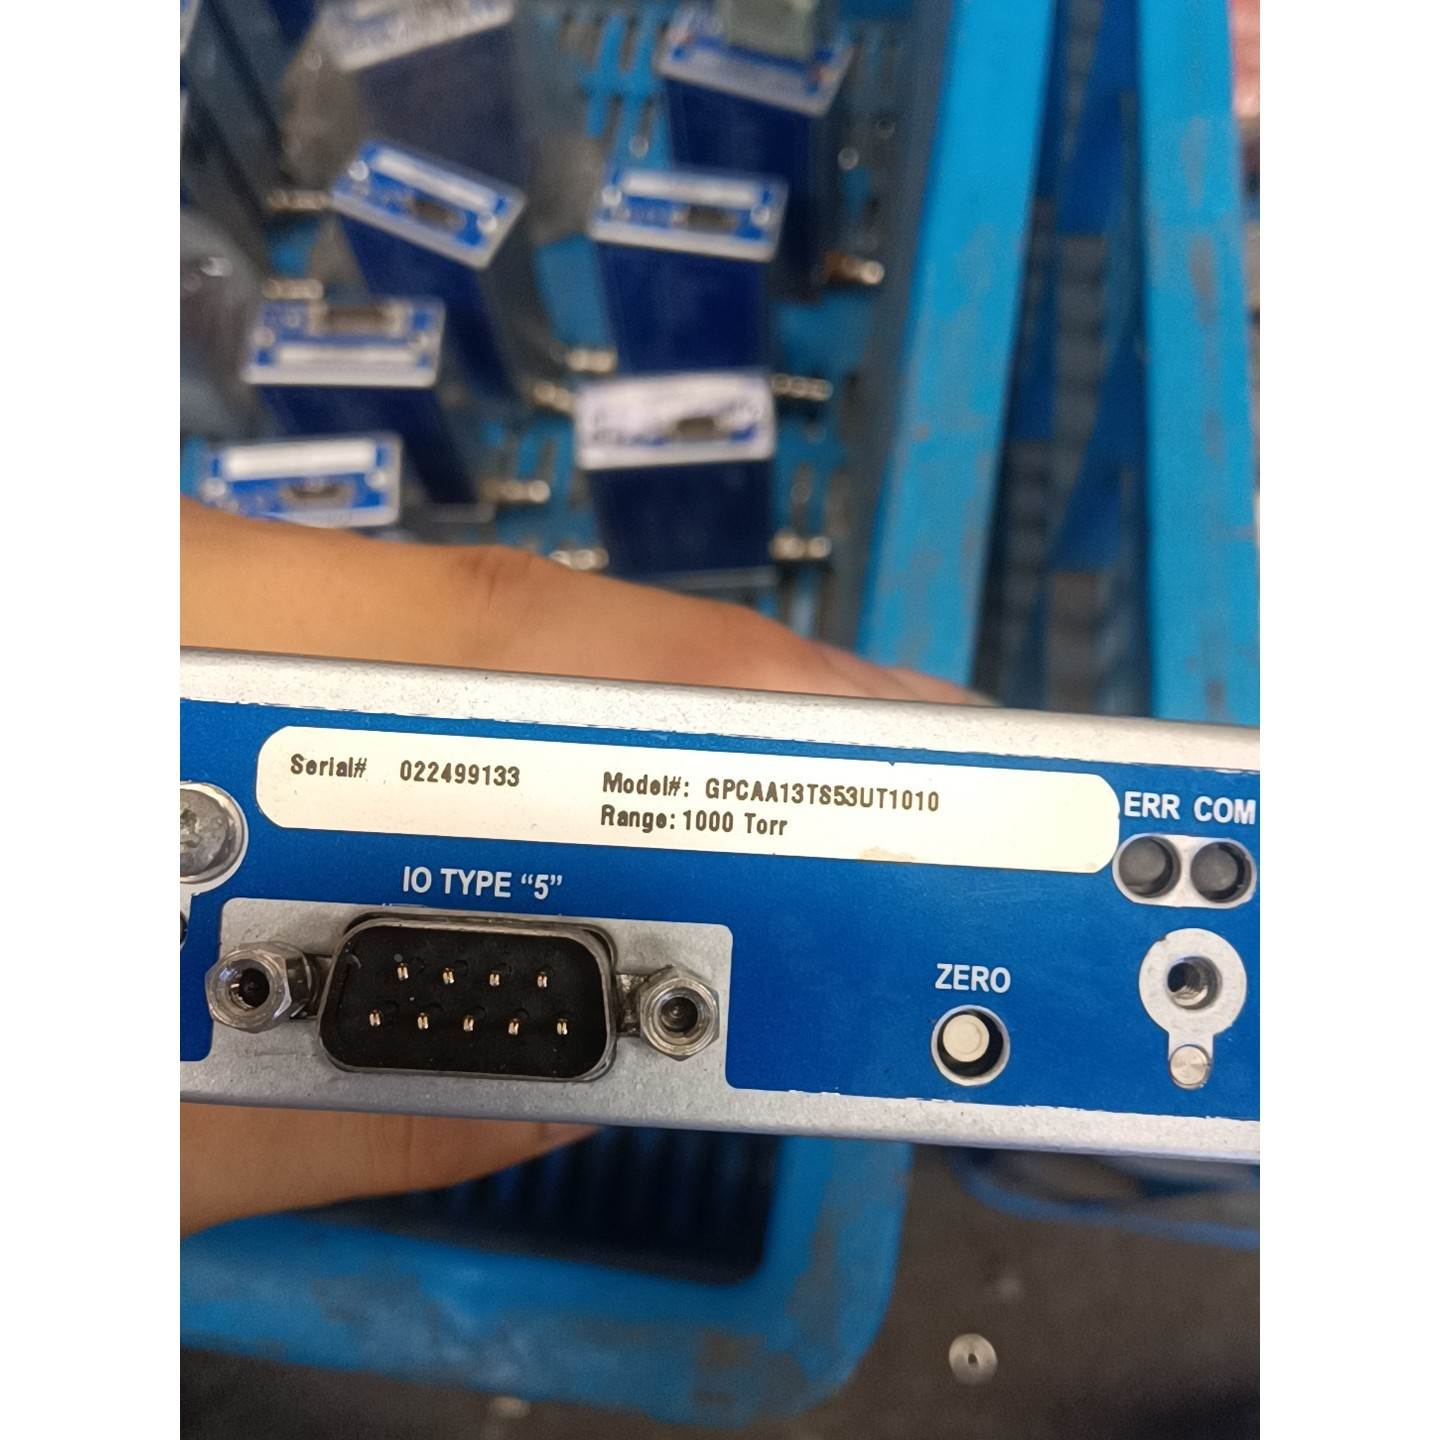 Serial# 022499133
Model#: GPCAA13TS53UT1010
Range: 1000 Torr
ERR COM
IO TYPE “5”
ZERO